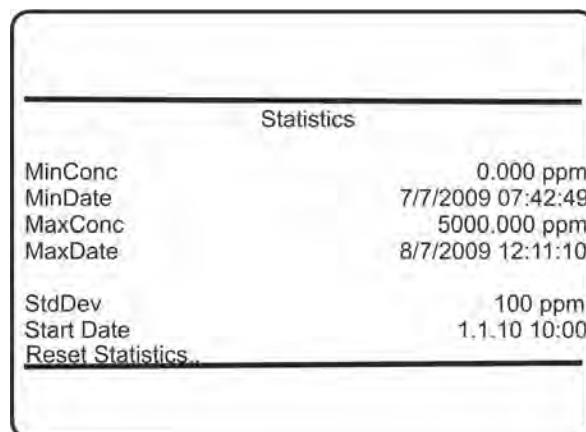 Statistics
MinConc 0.000 ppm
MinDate 7/7/2009 07:42:49
MaxConc 5000.000 ppm
MaxDate 8/7/2009 12:11:10
StdDev 100 ppm
Start Date 1.1.10 10:00
Reset Statistics..